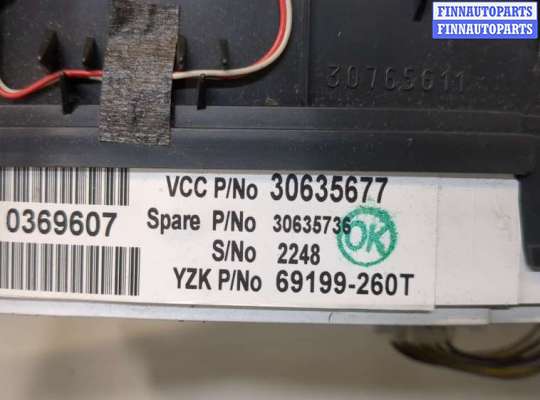 FINNAUTOPARTS
FINNAUTOPARTS
30765611
VCC P/No 30635677
0369607 Spare P/No 30635736
OK
S/No 2248
YZK P/No 69199-260T